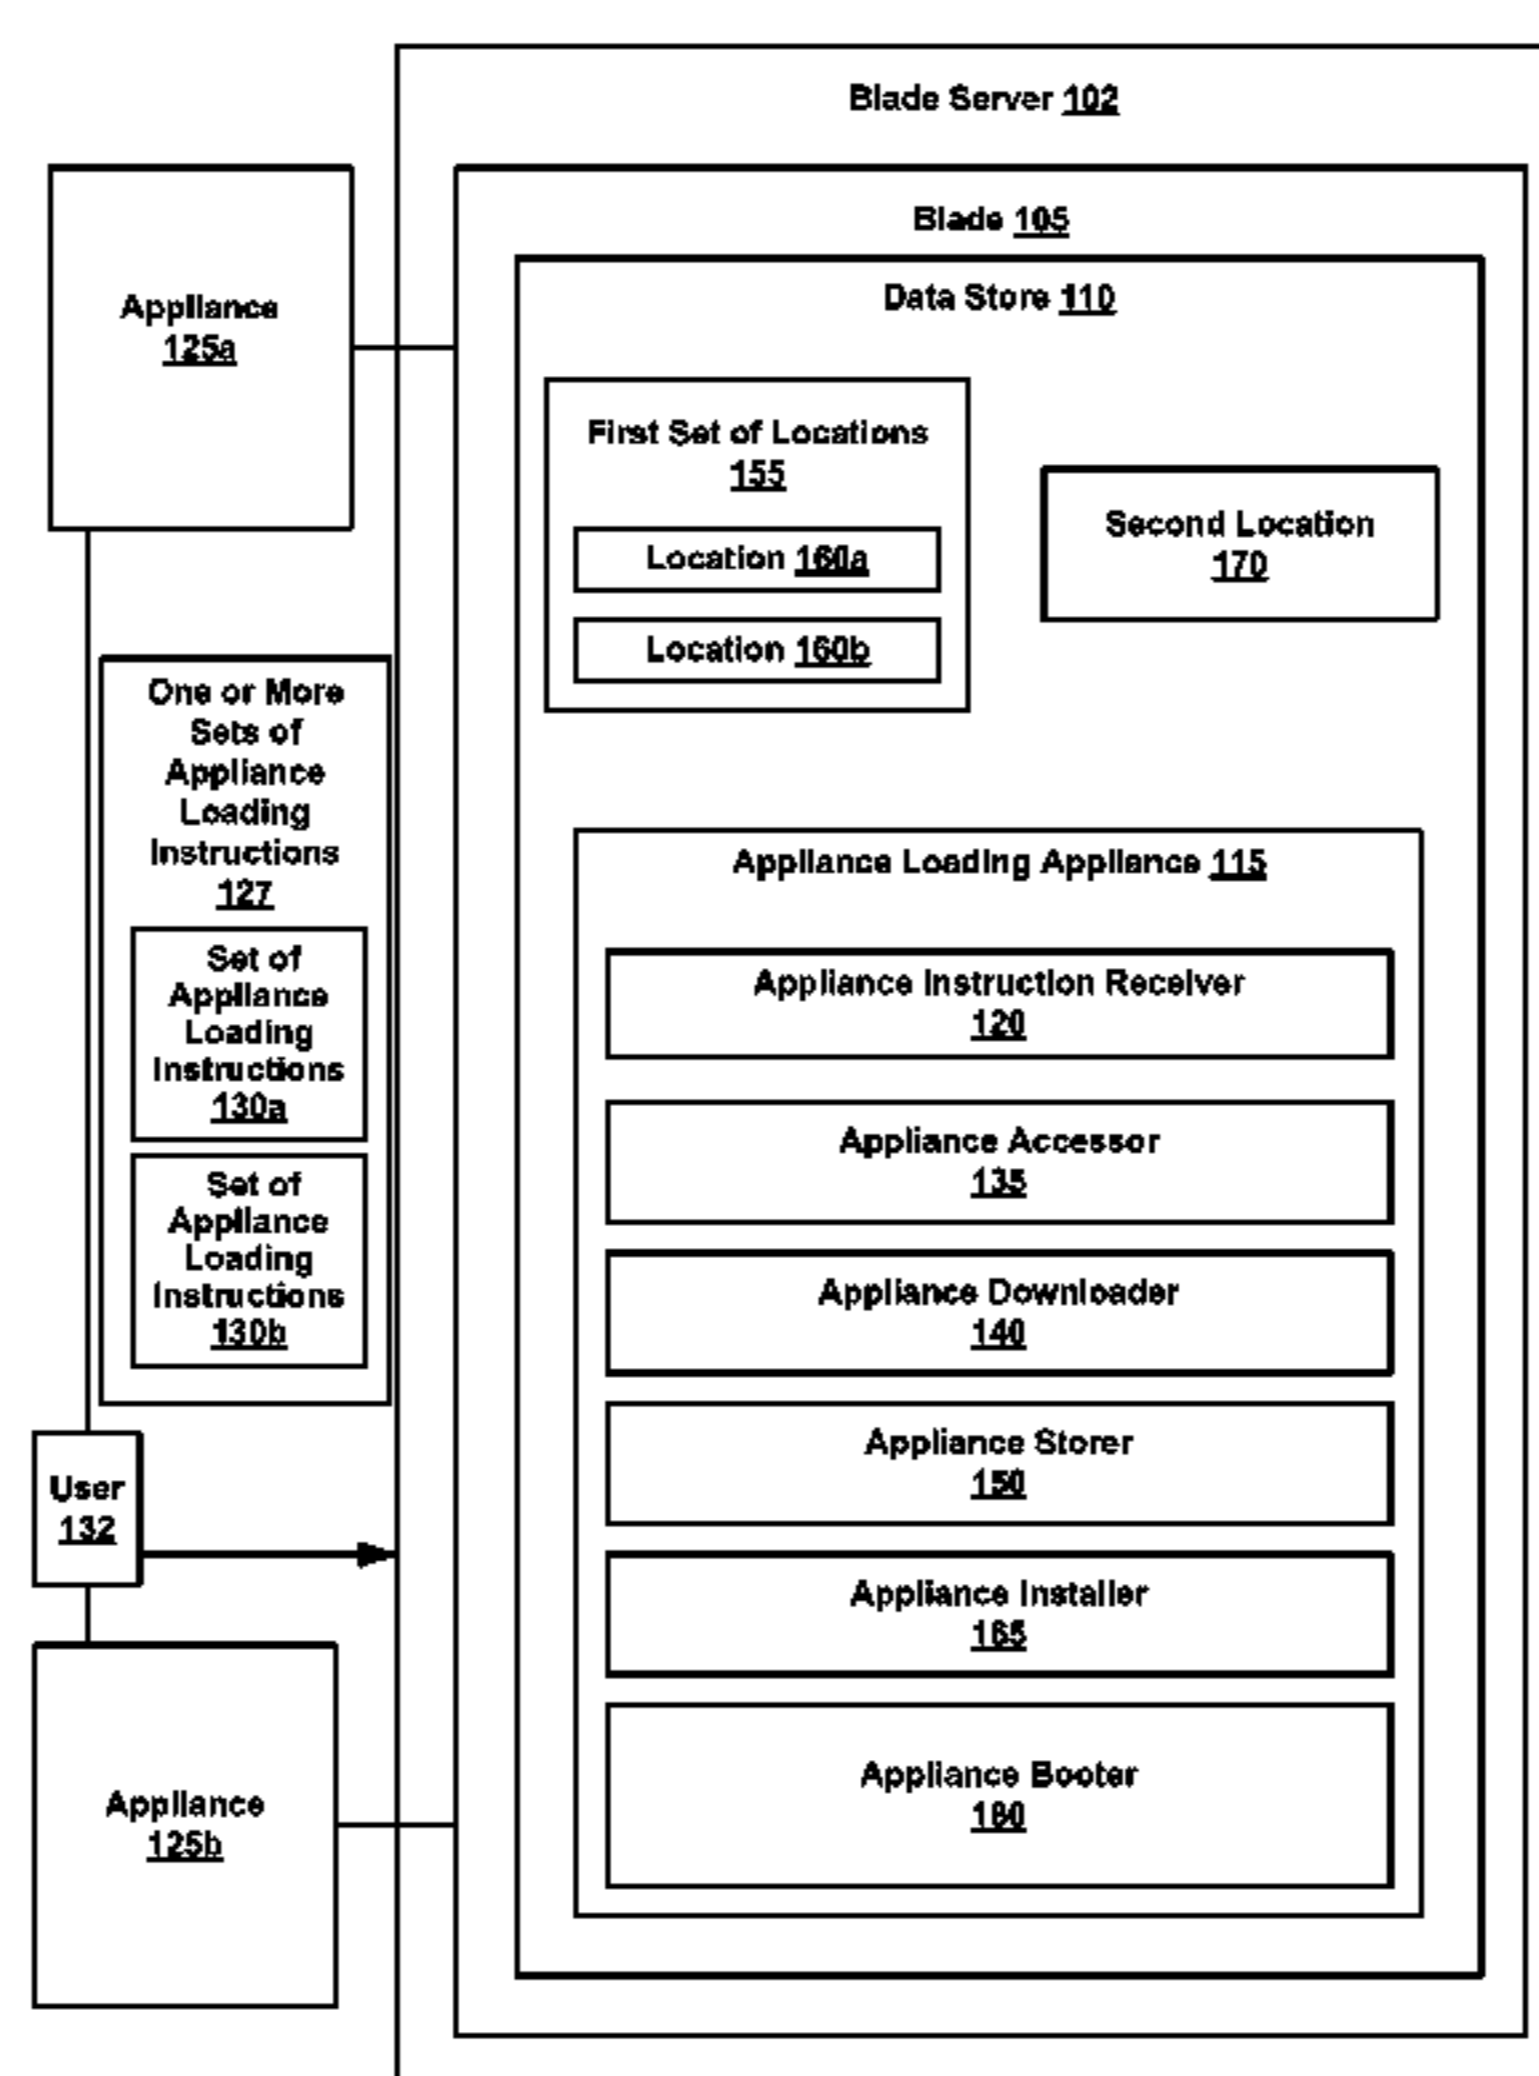 Blade Server 102
Blade 105
Data Store 110
Appliance
125a
First Set of Locations
155
Location 160a
Location 160b
Second Location
170
One or More
Sets of
Appliance
Loading
Instructions
127
Set of
Appliance
Loading
Instructions
130a
Set of
Appliance
Loading
Instructions
130b
Appliance Loading Appliance 115
Appliance Instruction Receiver
120
Appliance Accessor
135
Appliance Downloader
140
Appliance Storer
150
Appliance Installer
165
Appliance Booter
180
User
132
Appliance
125b